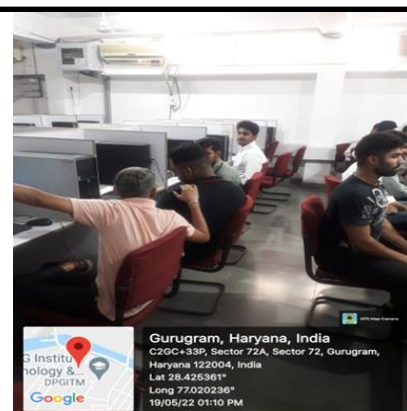 GPS Map Camera
G Institu
nology &...
DPGITM
Google
Gurugram, Haryana, India
C2GC+33P, Sector 72A, Sector 72, Gurugram,
Haryana 122004, India
Lat 28.425361°
Long 77.020236°
19/05/22 01:10 PM